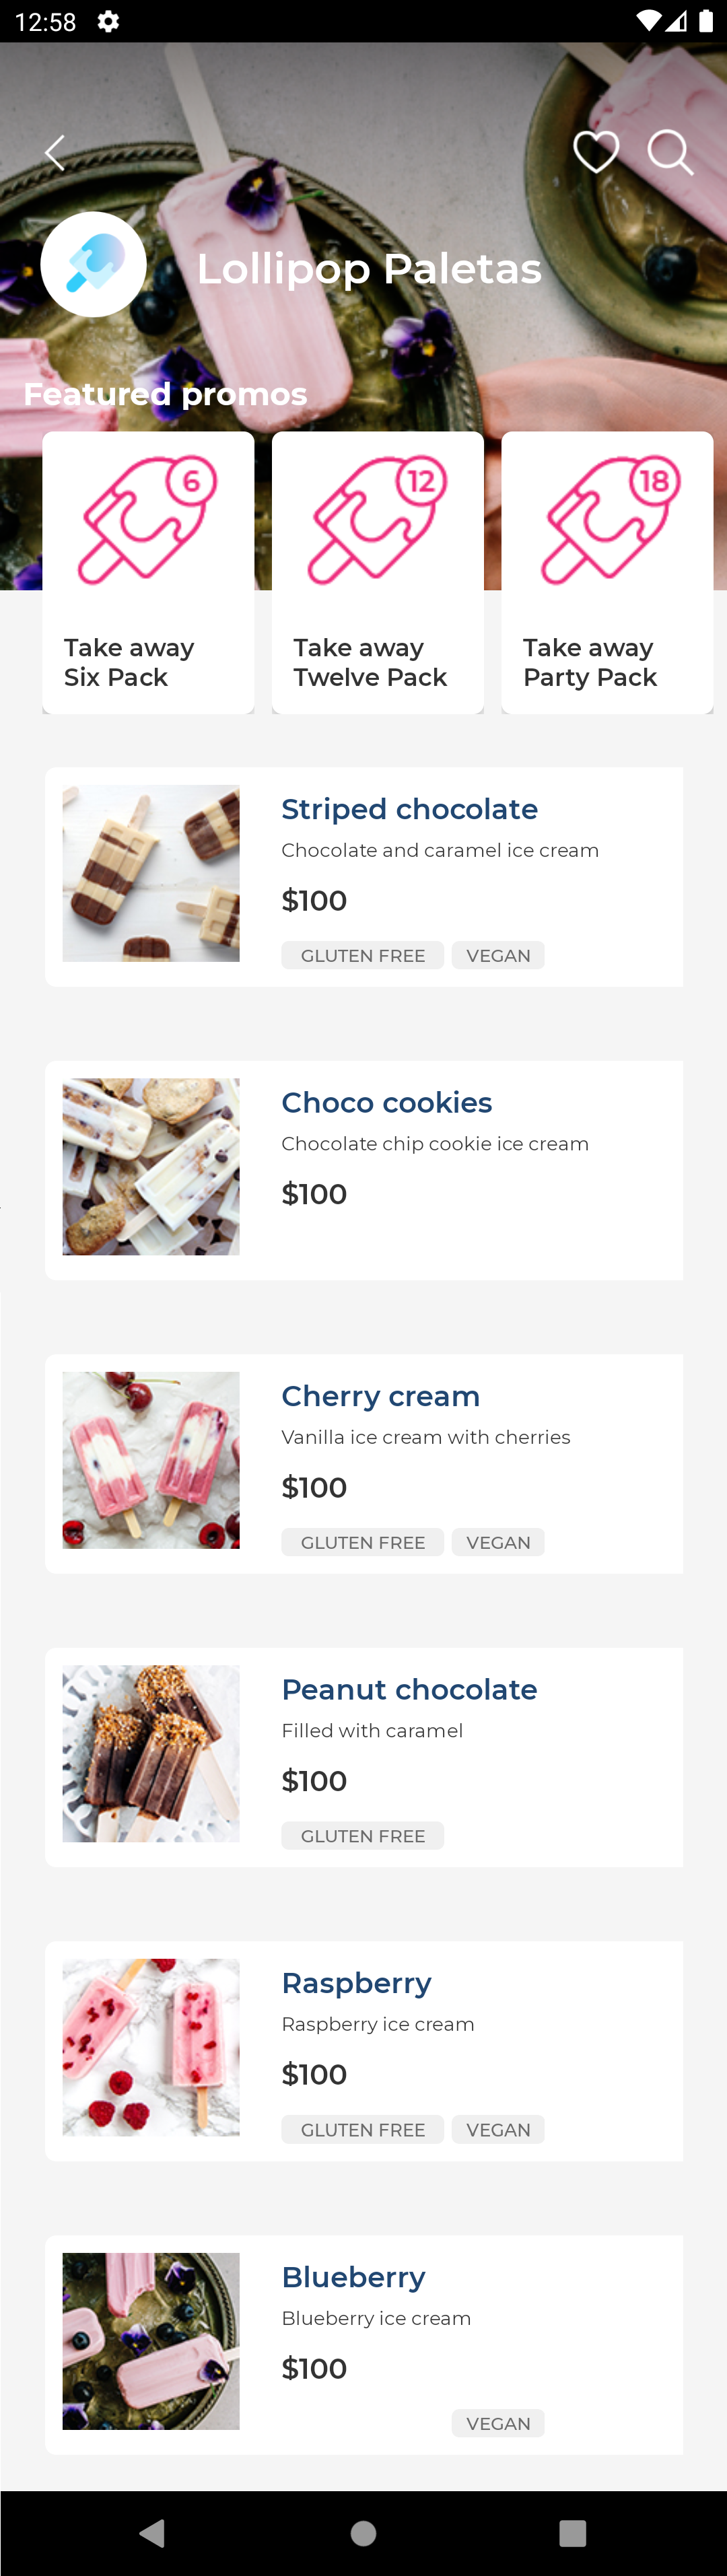 12:58
Lollipop Paletas
Featured promos
6
12
18
Take away
Six Pack
Take away
Twelve Pack
Take away
Party Pack
Striped chocolate
Chocolate and caramel ice cream
$100
GLUTEN FREE VEGAN
Choco cookies
Chocolate chip cookie ice cream
$100
Cherry cream
Vanilla ice cream with cherries
$100
GLUTEN FREE VEGAN
Peanut chocolate
Filled with caramel
$100
GLUTEN FREE
Raspberry
Raspberry ice cream
$100
GLUTEN FREE VEGAN
Blueberry
Blueberry ice cream
$100
VEGAN